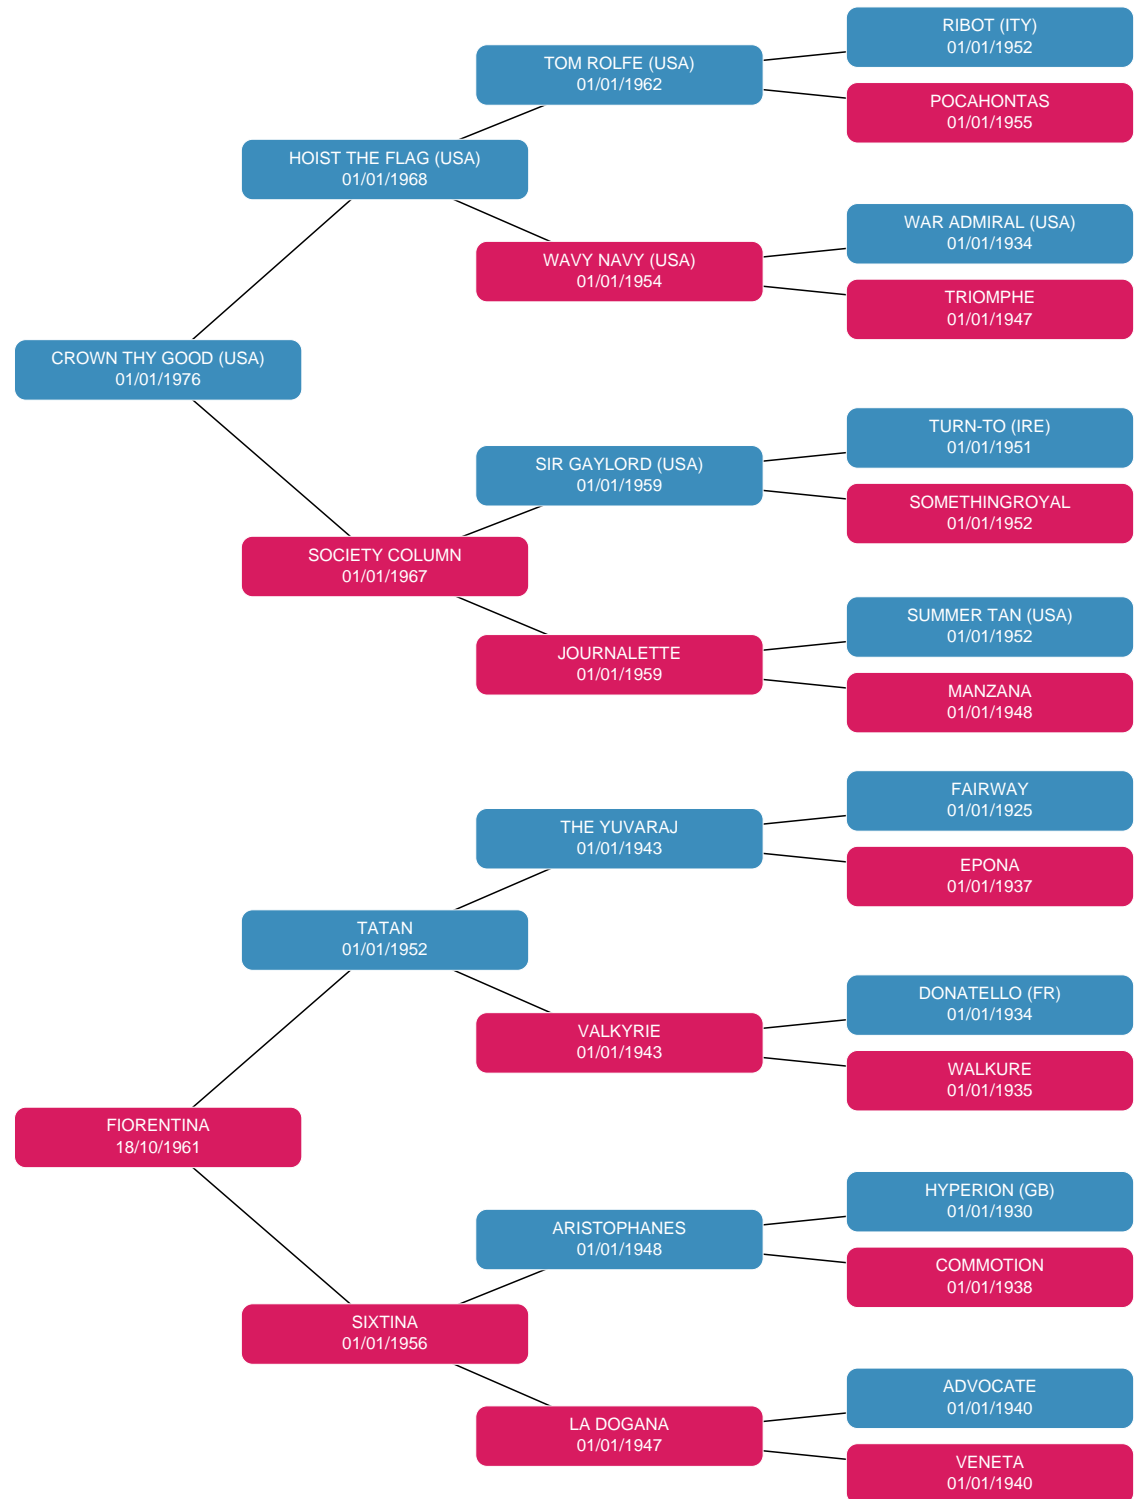 RIBOT (ITY)
01/01/1952
TOM ROLFE (USA)
01/01/1962
POCAHONTAS
01/01/1955
HOIST THE FLAG (USA)
01/01/1968
WAR ADMIRAL (USA)
01/01/1934
WAVY NAVY (USA)
01/01/1954
TRIOMPHE
01/01/1947
CROWN THY GOOD (USA)
01/01/1976
TURN-TO (IRE)
01/01/1951
SIR GAYLORD (USA)
01/01/1959
SOMETHINGROYAL
01/01/1952
SOCIETY COLUMN
01/01/1967
SUMMER TAN (USA)
01/01/1952
JOURNALETTE
01/01/1959
MANZANA
01/01/1948
FAIRWAY
01/01/1925
THE YUVARAJ
01/01/1943
EPONA
01/01/1937
TATAN
01/01/1952
DONATELLO (FR)
01/01/1934
VALKYRIE
01/01/1943
WALKURE
01/01/1935
FIORENTINA
18/10/1961
HYPERION (GB)
01/01/1930
ARISTOPHANES
01/01/1948
COMMOTION
01/01/1938
SIXTINA
01/01/1956
ADVOCATE
01/01/1940
LA DOGANA
01/01/1947
VENETA
01/01/1940